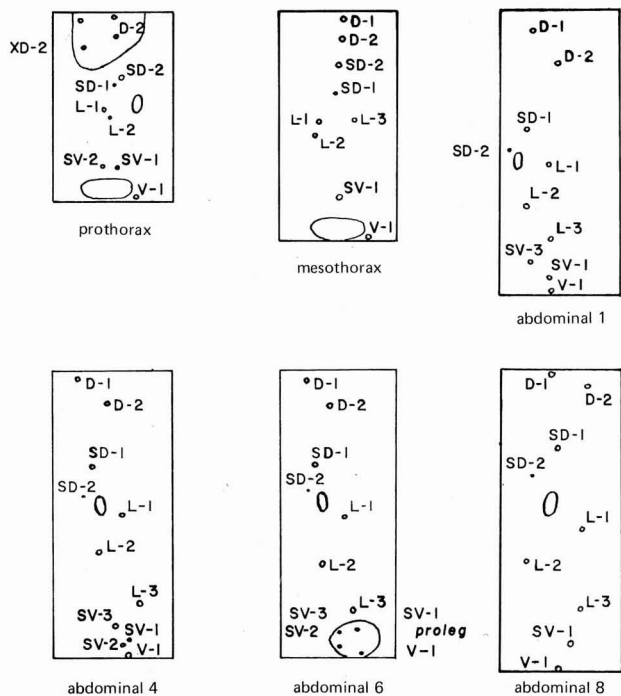 D-2
XD-2
SD-2
SD-1
L-1
L-2
SV-2 SV-1
V-1
prothorax
D-1
D-2
SD-2
SD-1
L-1 L-3
L-2
SV-1
V-1
mesothorax
D-1
D-2
SD-1
SD-2
L-1
L-2
L-3
SV-3
SV-1
V-1
abdominal 1
D-1
D-2
SD-1
SD-2
L-1
L-2
L-3
SV-3
SV-1
SV-2 V-1
abdominal 4
D-1
D-2
SD-1
SD-2
L-1
L-2
SV-3 L-3 SV-1
SV-2 proleg
V-1
abdominal 6
D-1
D-2
SD-1
SD-2
L-1
L-2
L-3
SV-1
V-1
abdominal 8